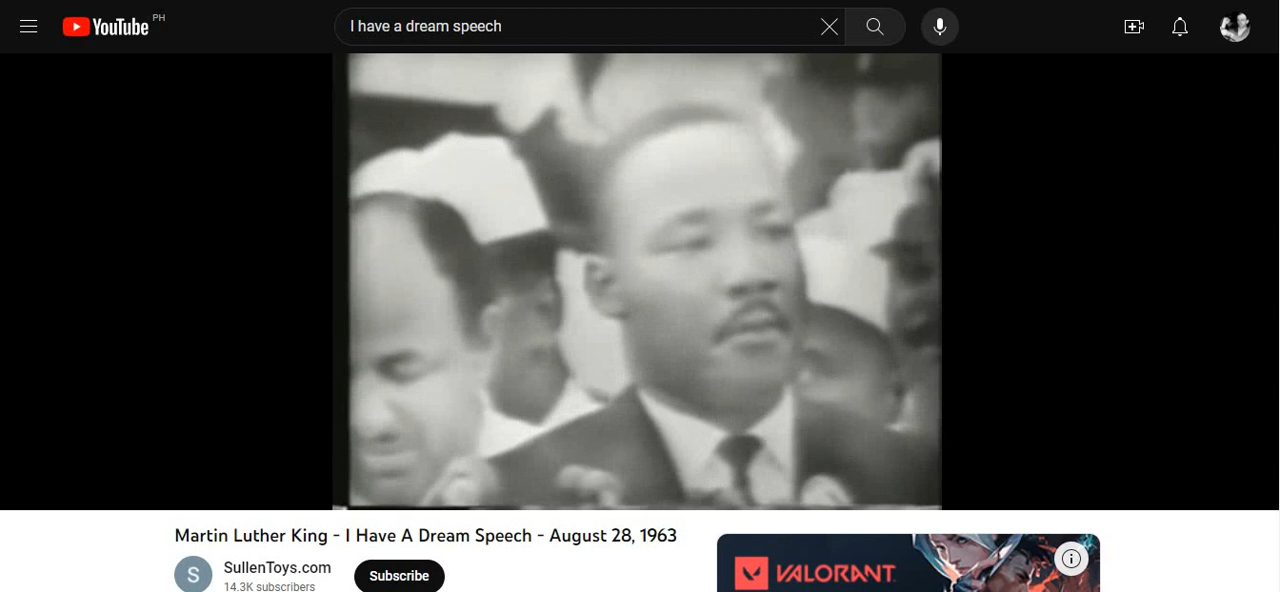 YouTube PH
I have a dream speech
Martin Luther King - I Have A Dream Speech - August 28, 1963
S
SullenToys.com
14.3K subscribers
Subscribe
VALORANT